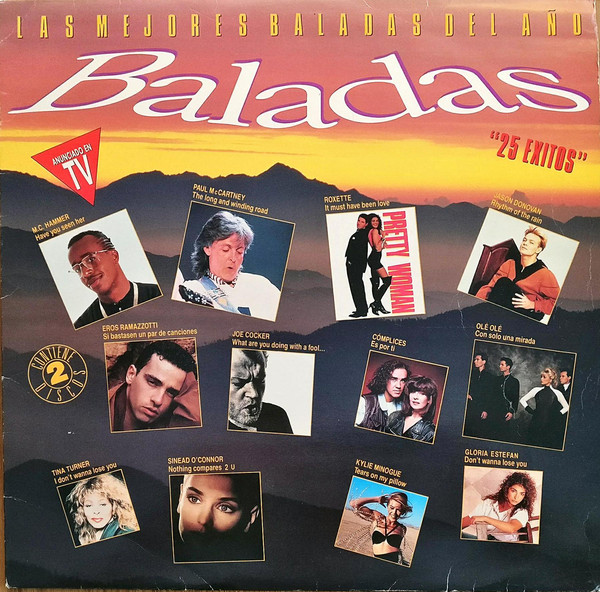 LAS MEJORES BALADAS DEL AÑO
Baladas
"25 EXITOS"
ANUNCIADO EN
TV
M.C. HAMMER
Have you seen her
PAUL McCARTNEY
The long and winding road
ROXETTE
It must have been love
PRETTY WOMAN
JASON DONOVAN
Rhythm of the rain
EROS RAMAZZOTTI
Si bastasen un par de canciones
JOE COCKER
What are you doing with a fool...
CÓMPLICES
Es por ti
OLÉ OLÉ
Con solo una mirada
CONTIENE
2
DISCOS
TINA TURNER
I don't wanna lose you
SINEAD O'CONNOR
Nothing compares 2 U
KYLIE MINOGUE
Tears on my pillow
GLORIA ESTEFAN
Don't wanna lose you